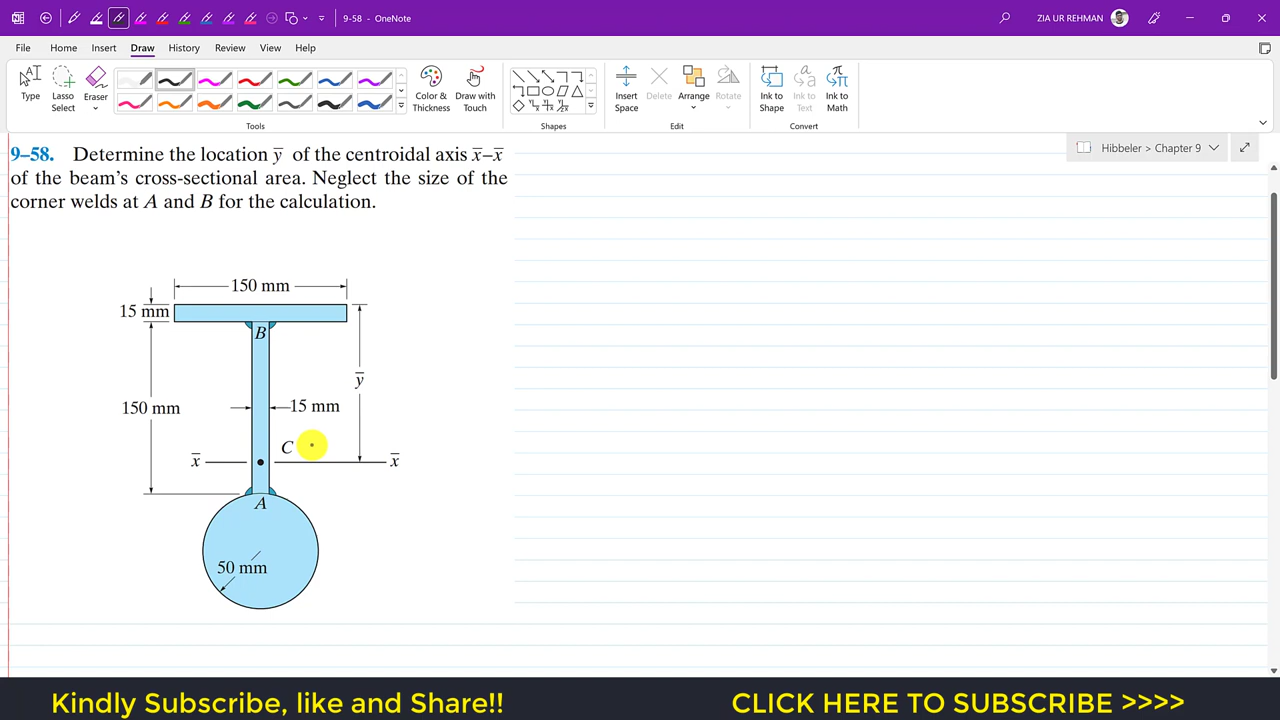 9-58 - OneNote
ZIA UR REHMAN
File Home Insert Draw History Review View Help
Type
Lasso Select
Eraser
Color & Thickness
Draw with Touch
Insert Space
Delete
Arrange
Rotate
Ink to Shape
Ink to Text
Ink to Math
Tools
Shapes
Edit
Convert
Hibbeler > Chapter 9
9–58. Determine the location y̅ of the centroidal axis x̅–x̅
of the beam's cross-sectional area. Neglect the size of the
corner welds at A and B for the calculation.
150 mm
15 mm
B
y̅
150 mm
15 mm
C
x̅
x̅
A
50 mm
Kindly Subscribe, like and Share!!
CLICK HERE TO SUBSCRIBE >>>>